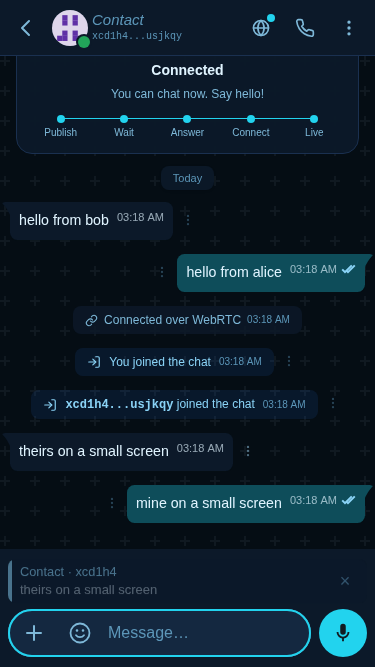 Contact
xcd1h4...usjkqy
Connected
You can chat now. Say hello!
Publish Wait Answer Connect Live
Today
hello from bob 03:18 AM
hello from alice 03:18 AM
Connected over WebRTC 03:18 AM
You joined the chat 03:18 AM
xcd1h4...usjkqy joined the chat 03:18 AM
theirs on a small screen 03:18 AM
mine on a small screen 03:18 AM
Contact · xcd1h4
theirs on a small screen
Message…